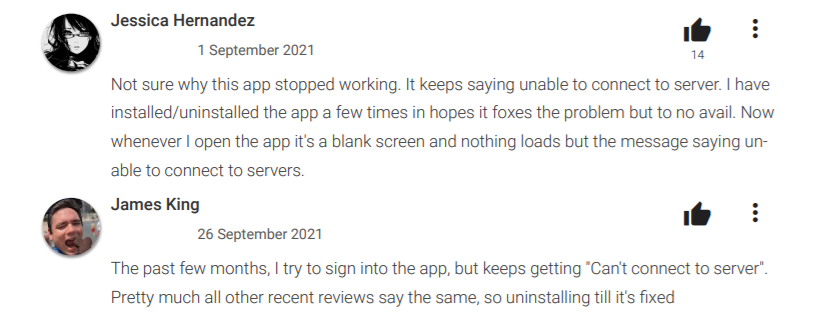 Jessica Hernandez
1 September 2021
14
Not sure why this app stopped working. It keeps saying unable to connect to server. I have
installed/uninstalled the app a few times in hopes it foxes the problem but to no avail. Now
whenever I open the app it's a blank screen and nothing loads but the message saying un-
able to connect to servers.
James King
26 September 2021
The past few months, I try to sign into the app, but keeps getting "Can't connect to server".
Pretty much all other recent reviews say the same, so uninstalling till it's fixed